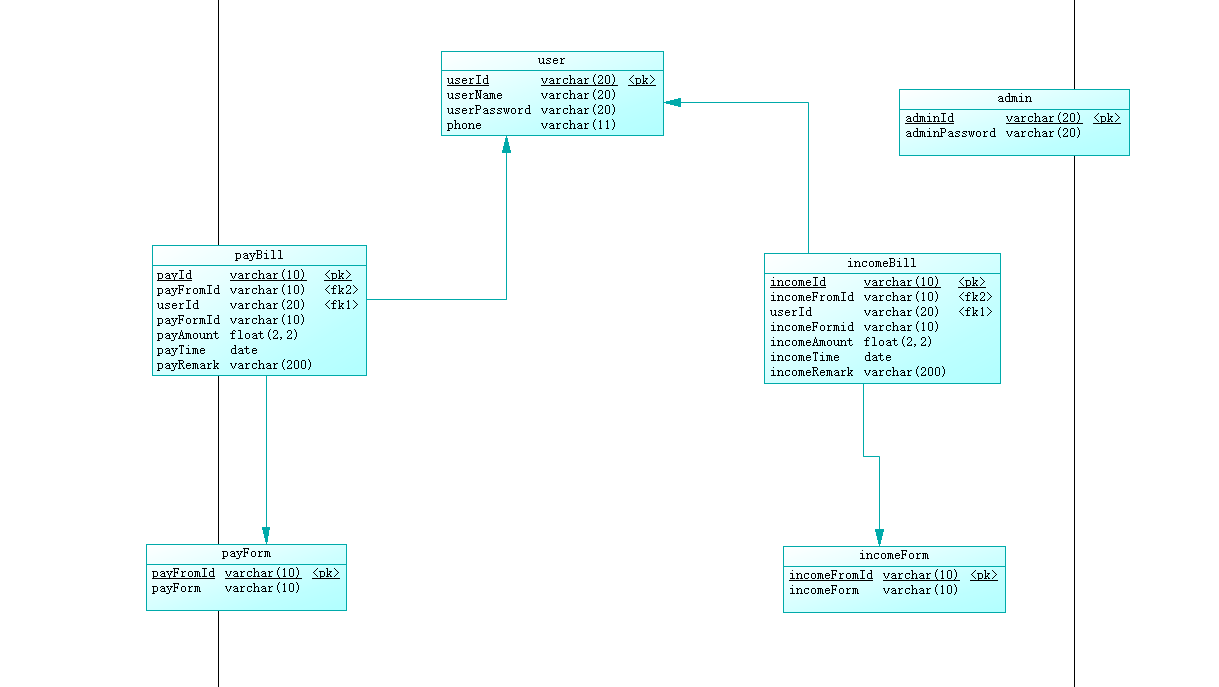 user
userId varchar(20) <pk>
userName varchar(20)
userPassword varchar(20)
phone varchar(11)
admin
adminId varchar(20) <pk>
adminPassword varchar(20)
payBill
payId varchar(10) <pk>
payFromId varchar(10) <fk2>
userId varchar(20) <fk1>
payFormId varchar(10)
payAmount float(2,2)
payTime date
payRemark varchar(200)
incomeBill
incomeId varchar(10) <pk>
incomeFromId varchar(10) <fk2>
userId varchar(20) <fk1>
incomeFormid varchar(10)
incomeAmount float(2,2)
incomeTime date
incomeRemark varchar(200)
payForm
payFromId varchar(10) <pk>
payForm varchar(10)
incomeForm
incomeFromId varchar(10) <pk>
incomeForm varchar(10)